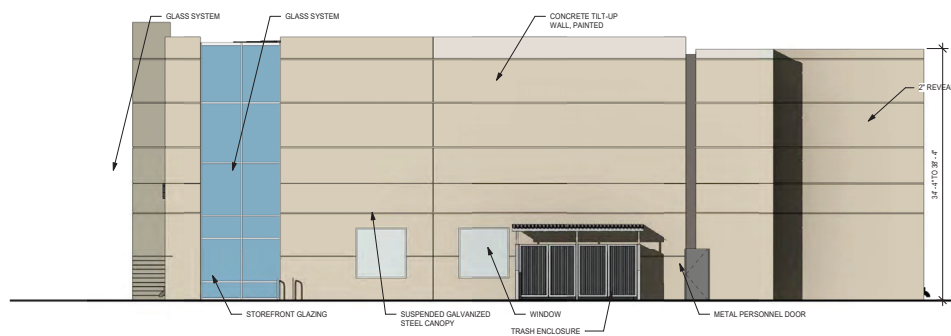 GLASS SYSTEM
GLASS SYSTEM
CONCRETE TILT-UP
WALL, PAINTED
2" REVEA
34' - 4" TO 38' - 4"
STOREFRONT GLAZING
SUSPENDED GALVANIZED
STEEL CANOPY
WINDOW
TRASH ENCLOSURE
METAL PERSONNEL DOOR